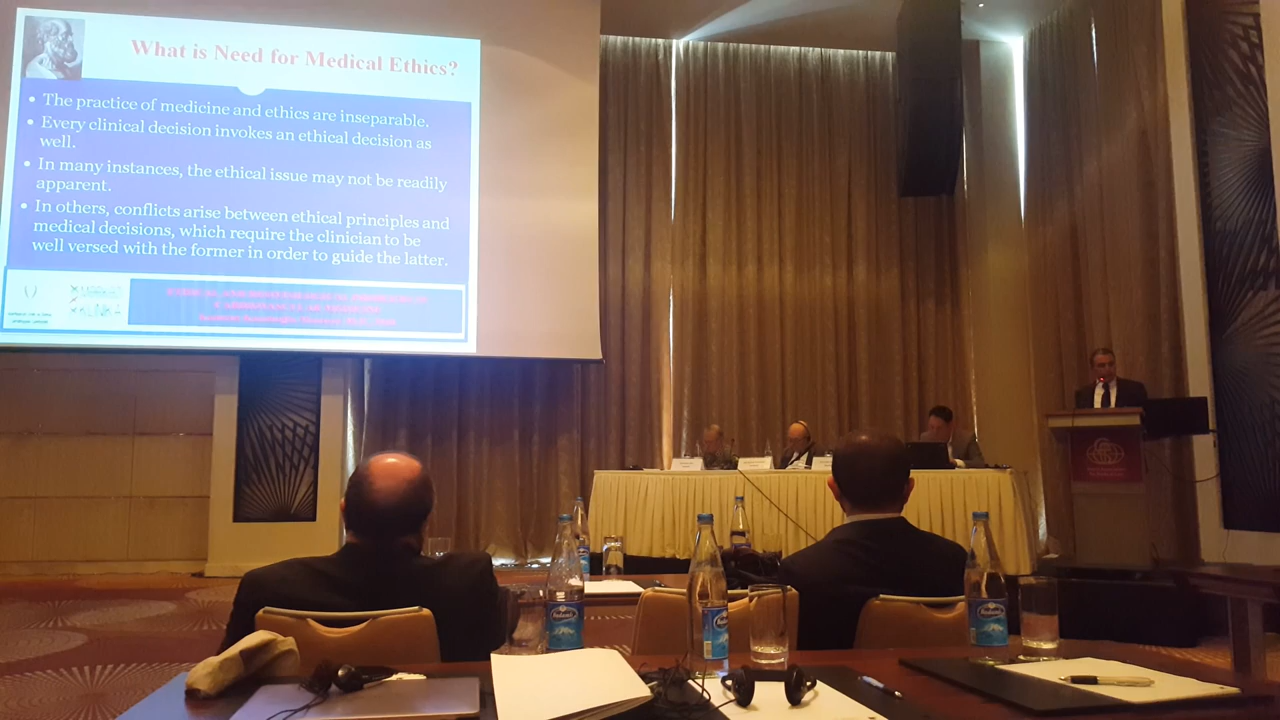 What is Need for Medical Ethics?
• The practice of medicine and ethics are inseparable.
• Every clinical decision invokes an ethical decision as
well.
• In many instances, the ethical issue may not be readily
apparent.
• In others, conflicts arise between ethical principles and
medical decisions, which require the clinician to be
well versed with the former in order to guide the latter.